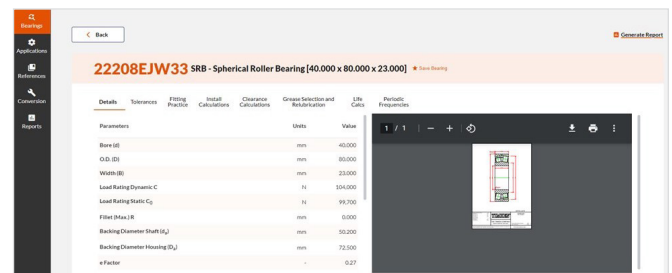 Bearings
Applications
References
Conversion
Reports
Back
Generate Report
22208EJW33 SRB - Spherical Roller Bearing [40.000 x 80.000 x 23.000] ★ Save Bearing
Details Tolerances Fitting Practice Install Calculations Clearance Calculations Grease Selection and Relubrication Life Calcs Periodic Frequencies
Parameters Units Value
Bore (d) mm 40.000
O.D. (D) mm 80.000
Width (B) mm 23.000
Load Rating Dynamic C N 104,000
Load Rating Static C0 N 99,700
Fillet (Max.) R mm 0.000
Backing Diameter Shaft (da) mm 50.200
Backing Diameter Housing (Da) mm 72.500
e Factor - 0.27
1 / 1